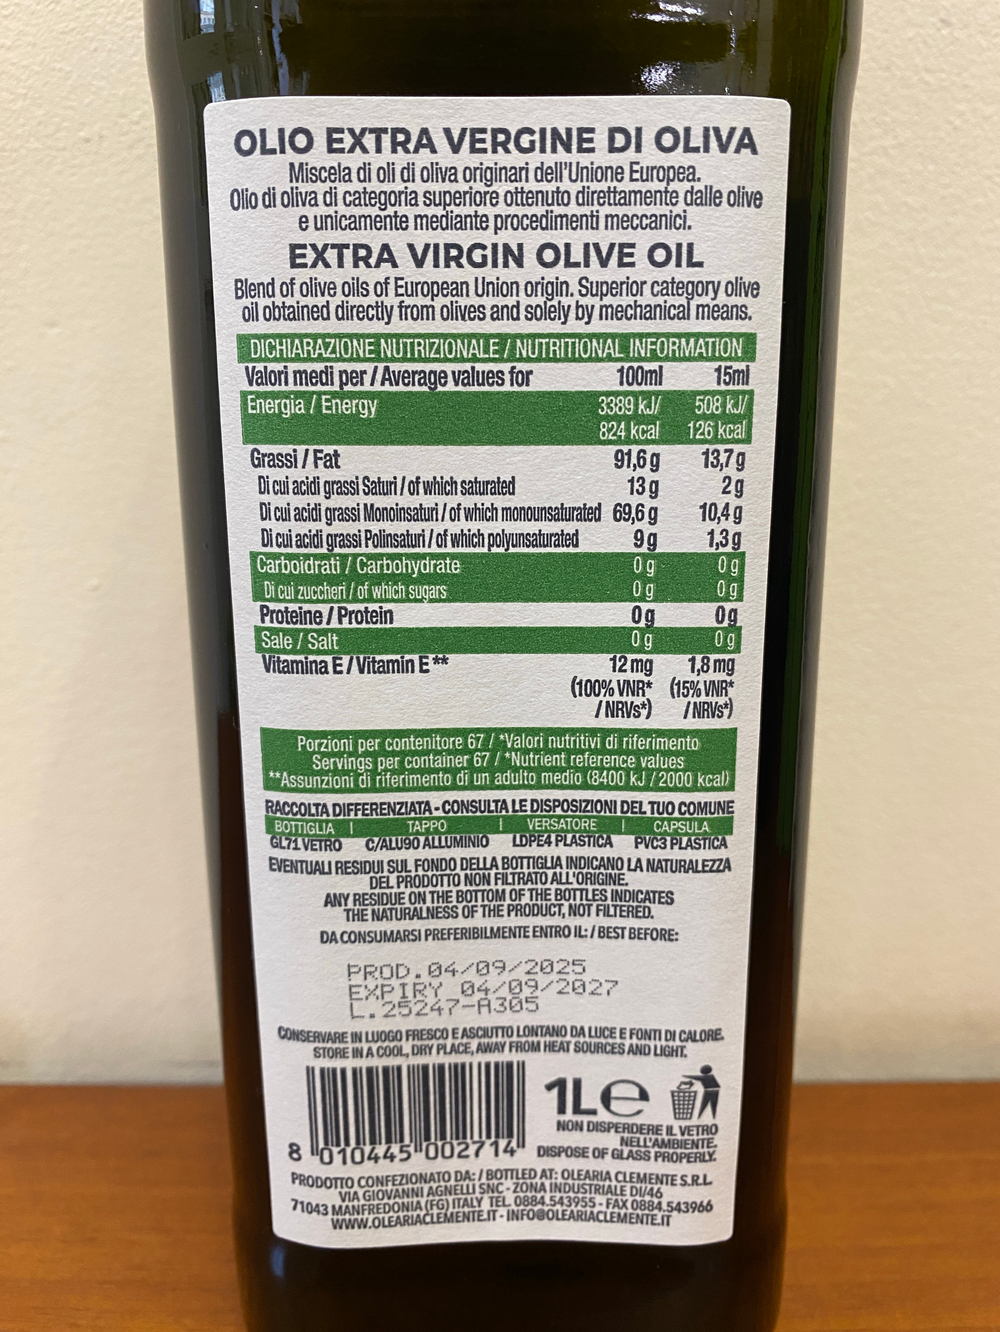 OLIO EXTRA VERGINE DI OLIVA
Miscela di oli di oliva originari dell'Unione Europea.
Olio di oliva di categoria superiore ottenuto direttamente dalle olive
e unicamente mediante procedimenti meccanici.
EXTRA VIRGIN OLIVE OIL
Blend of olive oils of European Union origin. Superior category olive
oil obtained directly from olives and solely by mechanical means.
DICHIARAZIONE NUTRIZIONALE / NUTRITIONAL INFORMATION
Valori medi per / Average values for 100ml 15ml
Energia / Energy 3389 kJ/ 508 kJ/
824 kcal 126 kcal
Grassi / Fat 91,6 g 13,7 g
Di cui acidi grassi Saturi / of which saturated 13 g 2 g
Di cui acidi grassi Monoinsaturi / of which monounsaturated 69,6 g 10,4 g
Di cui acidi grassi Polinsaturi / of which polyunsaturated 9 g 1,3 g
Carboidrati / Carbohydrate 0 g 0 g
Di cui zuccheri / of which sugars 0 g 0 g
Proteine / Protein 0 g 0 g
Sale / Salt 0 g 0 g
Vitamina E / Vitamin E ** 12 mg 1,8 mg
(100% VNR* (15% VNR*
/ NRVs*) / NRVs*)
Porzioni per contenitore 67 / *Valori nutritivi di riferimento
Servings per container 67 / *Nutrient reference values
**Assunzioni di riferimento di un adulto medio (8400 kJ / 2000 kcal)
RACCOLTA DIFFERENZIATA - CONSULTA LE DISPOSIZIONI DEL TUO COMUNE
BOTTIGLIA | TAPPO | VERSATORE | CAPSULA
GL71 VETRO C/ALU90 ALLUMINIO LDPE4 PLASTICA PVC3 PLASTICA
EVENTUALI RESIDUI SUL FONDO DELLA BOTTIGLIA INDICANO LA NATURALEZZA
DEL PRODOTTO NON FILTRATO ALL'ORIGINE.
ANY RESIDUE ON THE BOTTOM OF THE BOTTLES INDICATES
THE NATURALNESS OF THE PRODUCT, NOT FILTERED.
DA CONSUMARSI PREFERIBILMENTE ENTRO IL: / BEST BEFORE:
PROD. 04/09/2025
EXPIRY 04/09/2027
L.25247-A305
CONSERVARE IN LUOGO FRESCO E ASCIUTTO LONTANO DA LUCE E FONTI DI CALORE.
STORE IN A COOL, DRY PLACE, AWAY FROM HEAT SOURCES AND LIGHT.
1L e
NON DISPERDERE IL VETRO
NELL'AMBIENTE.
DISPOSE OF GLASS PROPERLY.
8 010445 002714
PRODOTTO CONFEZIONATO DA: / BOTTLED AT: OLEARIA CLEMENTE S.R.L.
VIA GIOVANNI AGNELLI SNC - ZONA INDUSTRIALE DI/46
71043 MANFREDONIA (FG) ITALY TEL. 0884.543955 - FAX 0884.543966
WWW.OLEARIACLEMENTE.IT - INFO@OLEARIACLEMENTE.IT